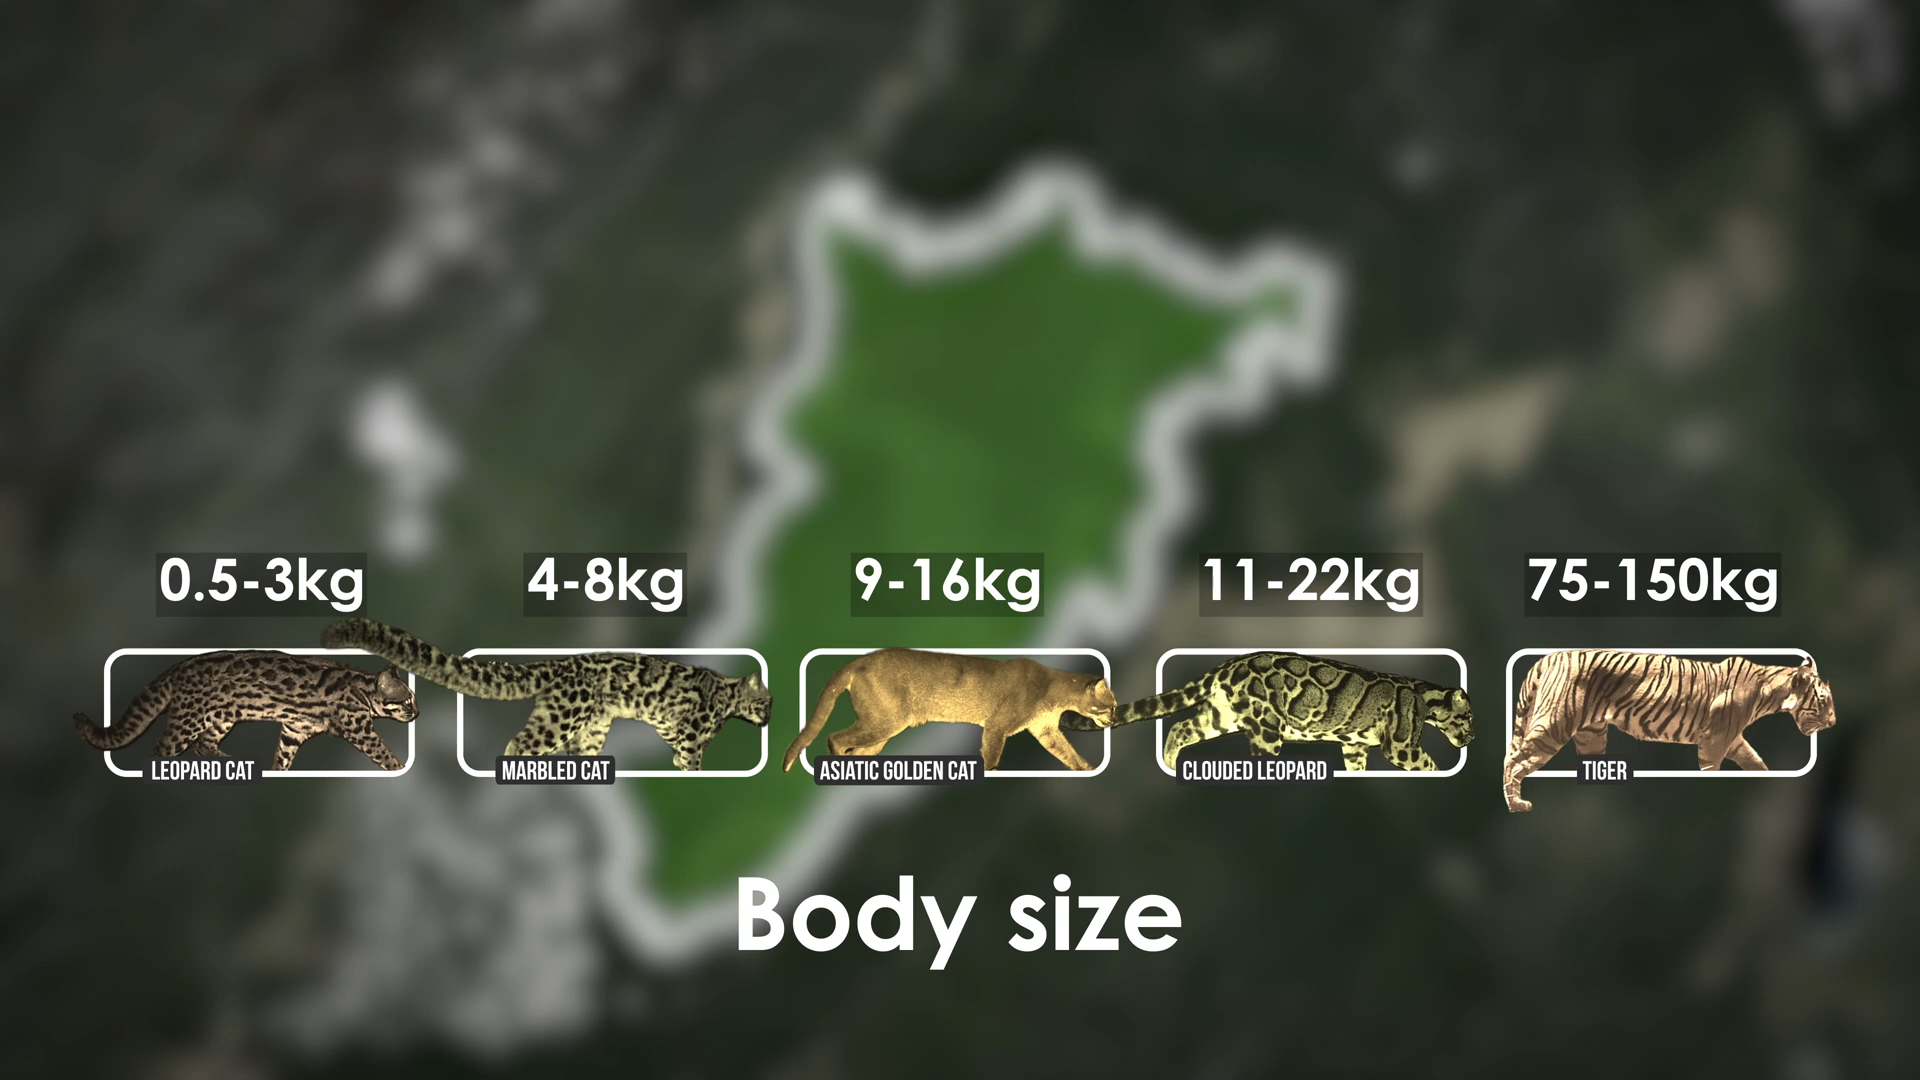 0.5-3kg
4-8kg
9-16kg
11-22kg
75-150kg
LEOPARD CAT
MARBLED CAT
ASIATIC GOLDEN CAT
CLOUDED LEOPARD
TIGER
Body size